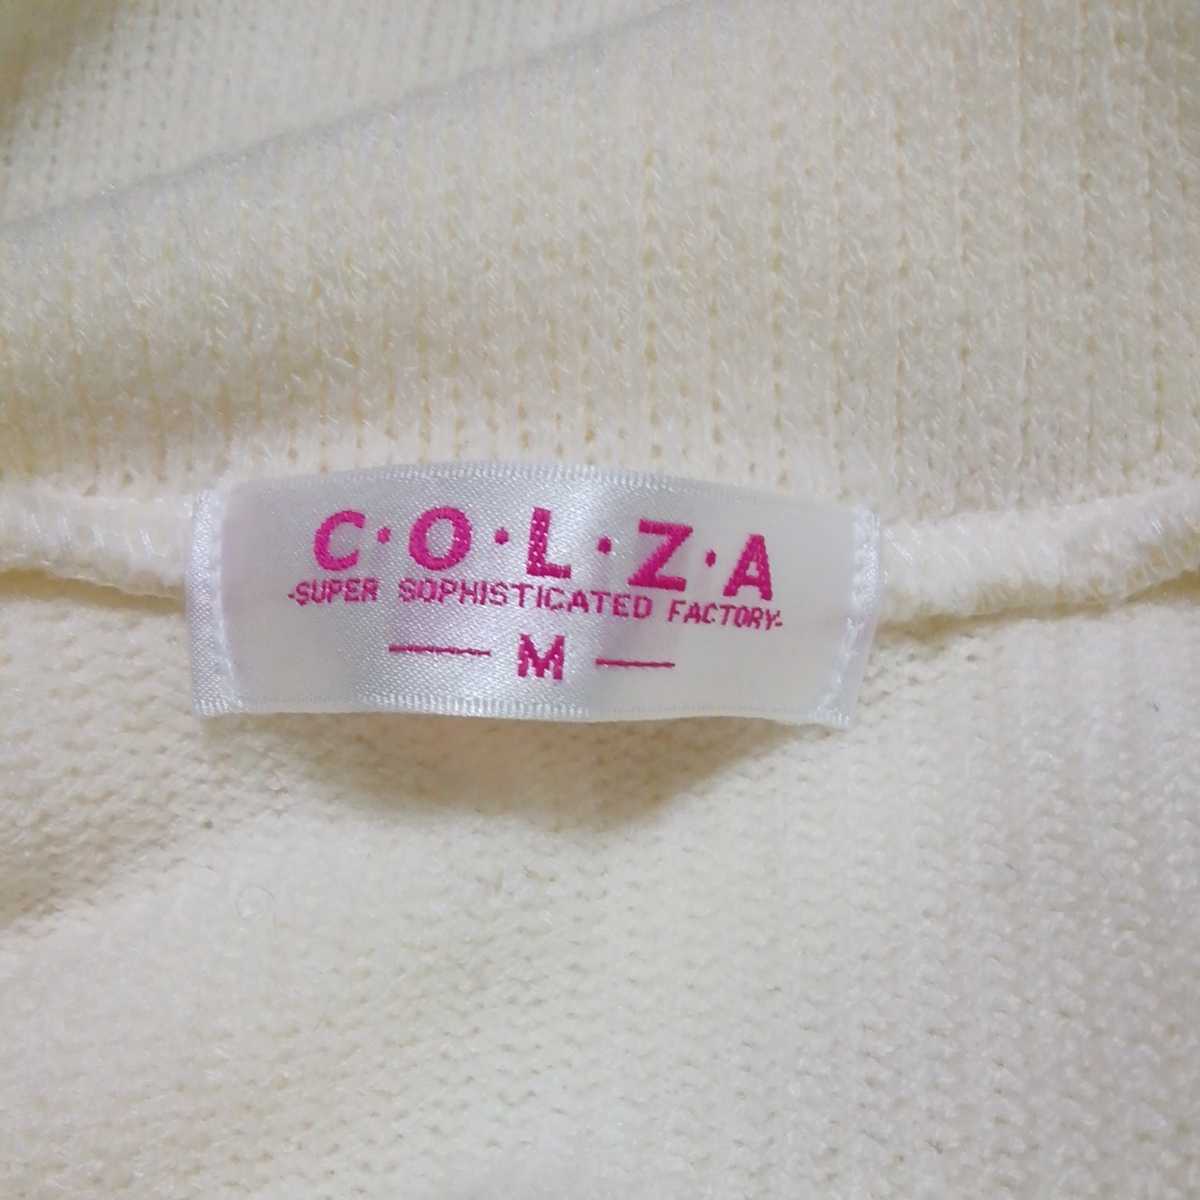 C·O·L·Z·A
-SUPER SOPHISTICATED FACTORY-
— M —